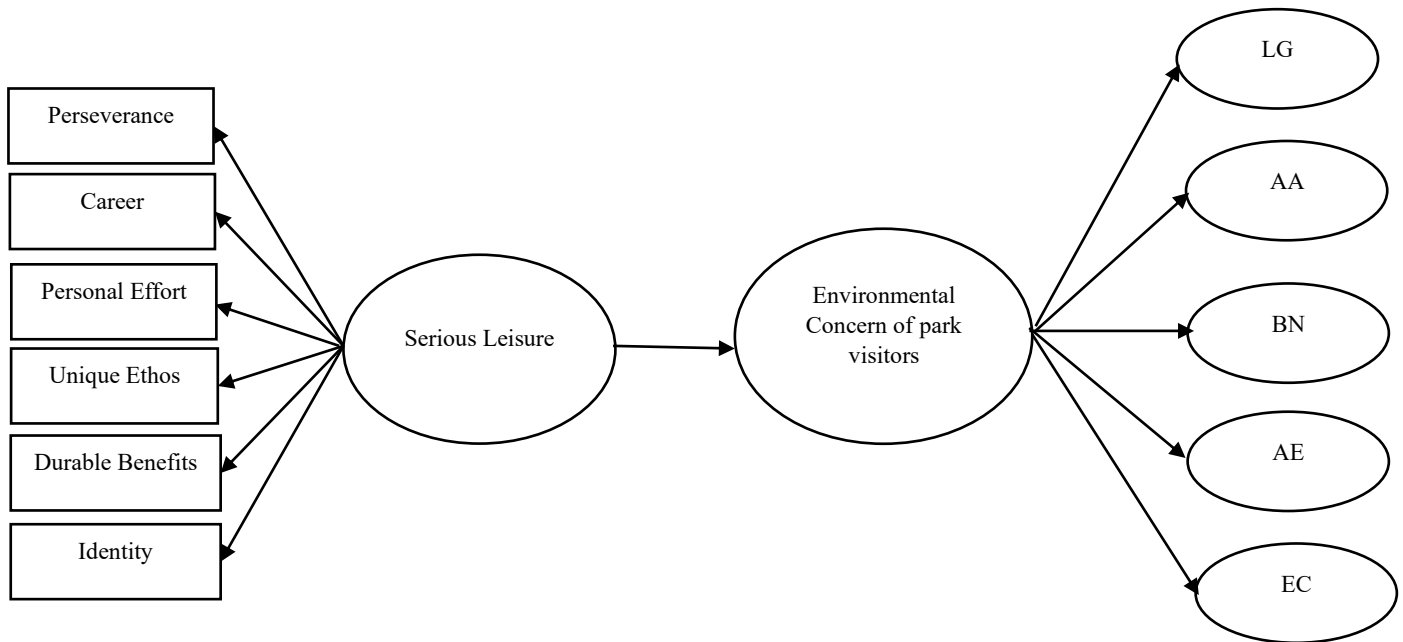 Perseverance
Career
Personal Effort
Unique Ethos
Durable Benefits
Identity
Serious Leisure
Environmental
Concern of park
visitors
LG
AA
BN
AE
EC